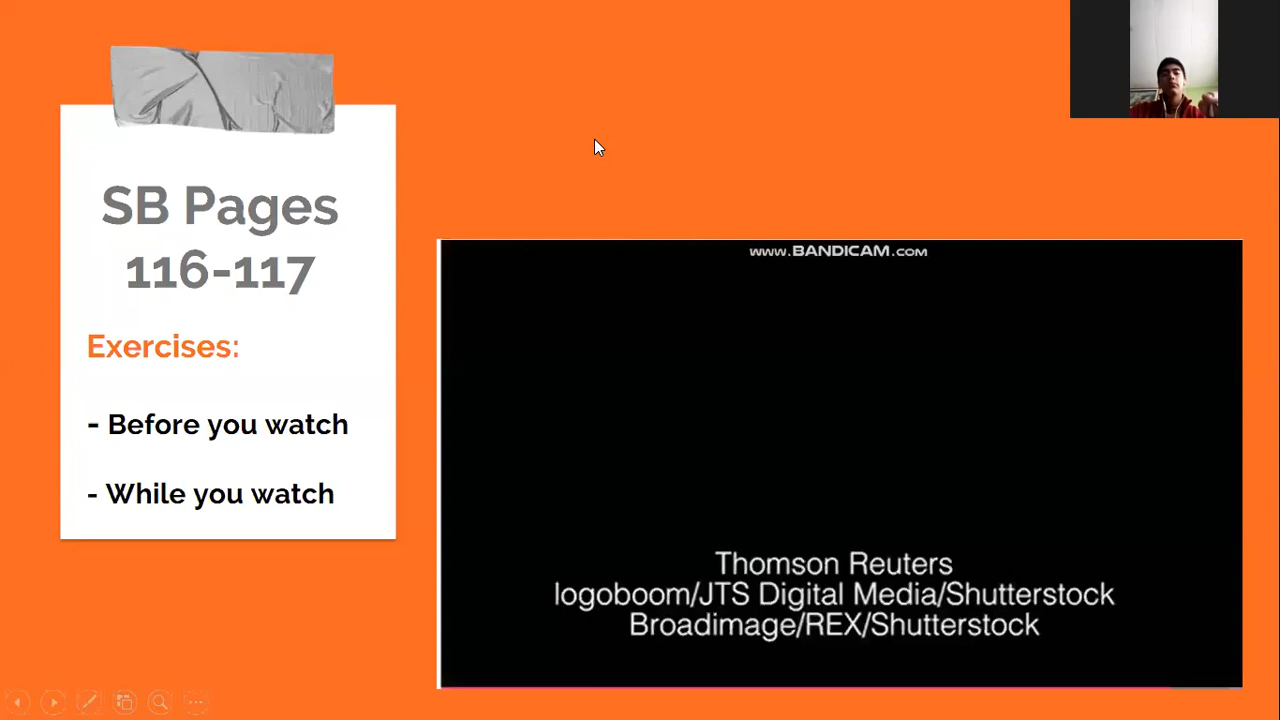 SB Pages
116-117
Exercises:
- Before you watch
- While you watch
www.BANDICAM.com
Thomson Reuters
logoboom/JTS Digital Media/Shutterstock
Broadimage/REX/Shutterstock